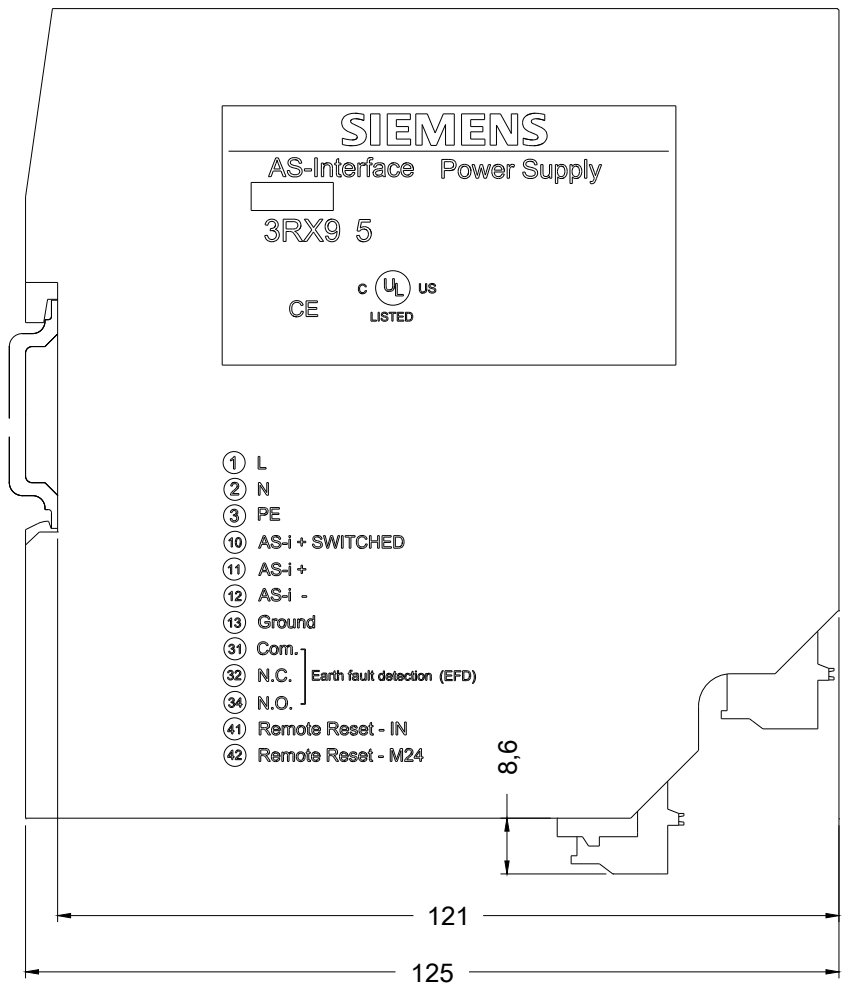 SIEMENS
AS-Interface Power Supply
3RX9 5
C UL US
CE
LISTED
1 L
2 N
3 PE
10 AS-i + SWITCHED
11 AS-i +
12 AS-i -
13 Ground
31 Com.
32 N.C. Earth fault detection (EFD)
34 N.O.
41 Remote Reset - IN
42 Remote Reset - M24
8,6
121
125